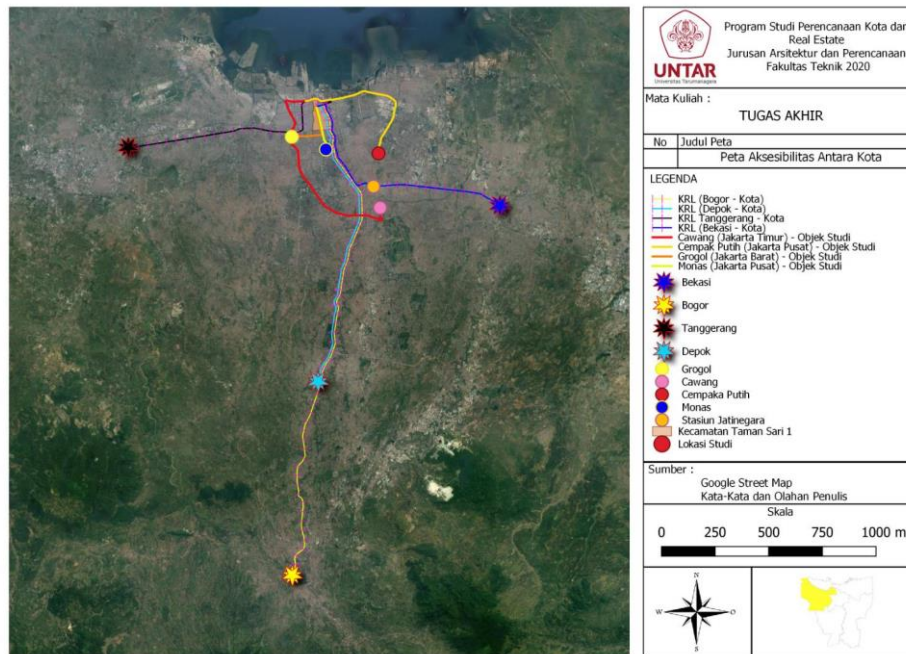 UNTAR
Universitas Tarumanagara
Program Studi Perencanaan Kota dan
Real Estate
Jurusan Arsitektur dan Perencanaan
Fakultas Teknik 2020
Mata Kuliah :
TUGAS AKHIR
No Judul Peta
Peta Aksesibilitas Antara Kota
LEGENDA
KRL (Bogor - Kota)
KRL (Depok - Kota)
KRL Tanggerang - Kota
KRL (Bekasi - Kota)
Cawang (Jakarta Timur) - Objek Studi
Cempak Putih (Jakarta Pusat) - Objek Studi
Grogol (Jakarta Barat) - Objek Studi
Monas (Jakarta Pusat) - Objek Studi
Bekasi
Bogor
Tanggerang
Depok
Grogol
Cawang
Cempaka Putih
Monas
Stasiun Jatinegara
Kecamatan Taman Sari 1
Lokasi Studi
Sumber :
Google Street Map
Kata-Kata dan Olahan Penulis
Skala
0 250 500 750 1000 m
N
W O
S